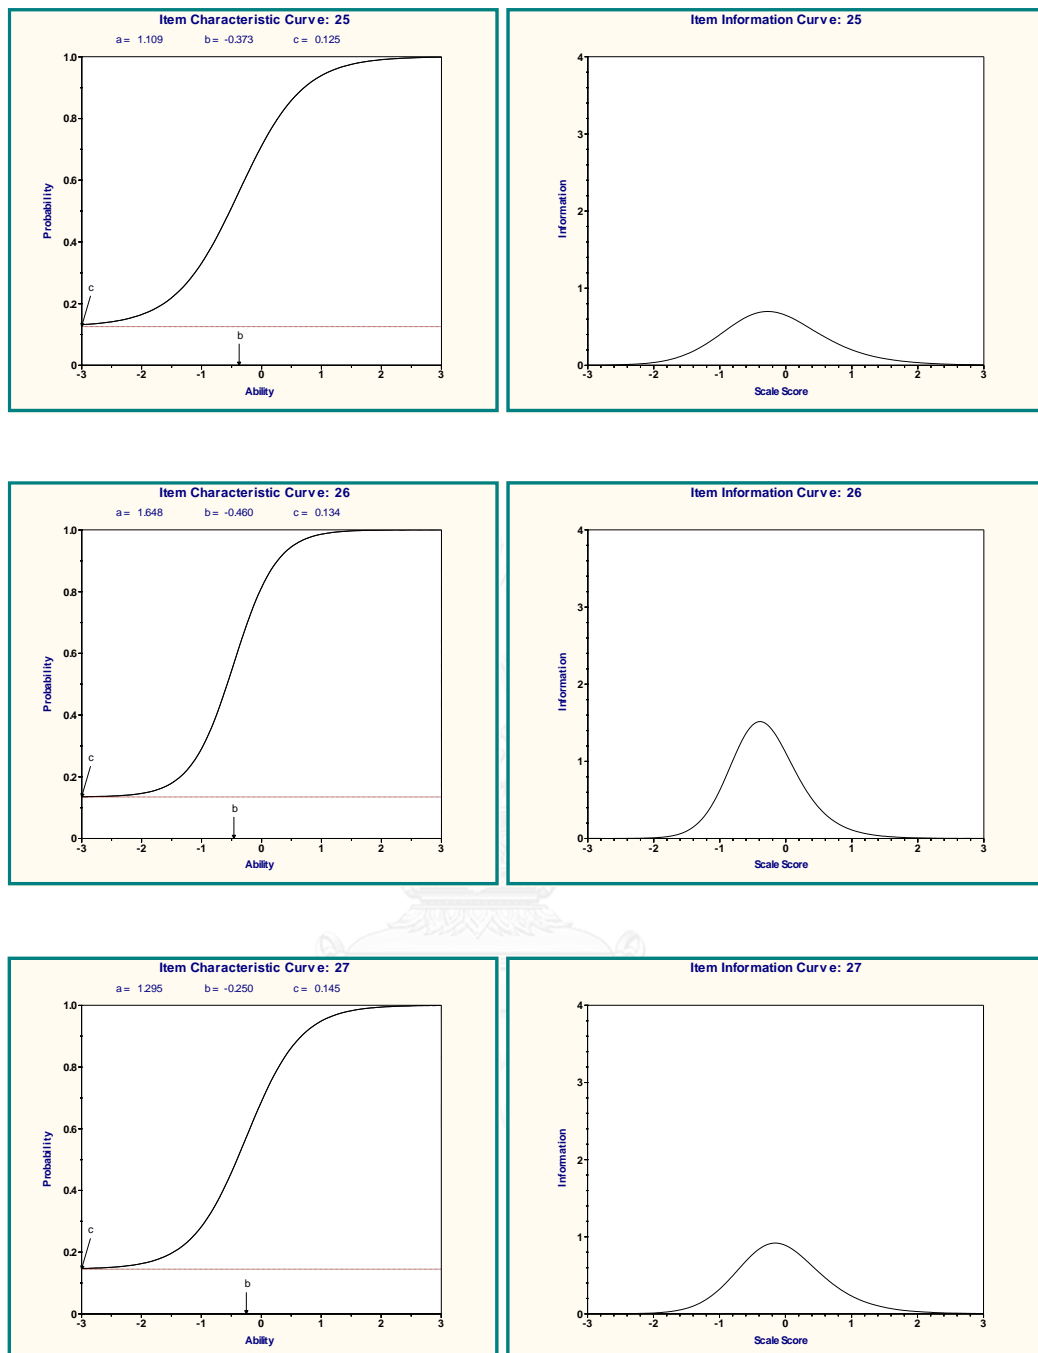 Item Characteristic Curve: 25
a = 1.109 b = -0.373 c = 0.125
1.0
0.8
0.6
0.4
0.2
0
Probability
c
b
-3 -2 -1 0 1 2 3
Ability
Item Information Curve: 25
4
3
2
1
0
Information
-3 -2 -1 0 1 2 3
Scale Score
Item Characteristic Curve: 26
a = 1.648 b = -0.460 c = 0.134
1.0
0.8
0.6
0.4
0.2
0
Probability
c
b
-3 -2 -1 0 1 2 3
Ability
Item Information Curve: 26
4
3
2
1
0
Information
-3 -2 -1 0 1 2 3
Scale Score
Item Characteristic Curve: 27
a = 1.295 b = -0.250 c = 0.145
1.0
0.8
0.6
0.4
0.2
0
Probability
c
b
-3 -2 -1 0 1 2 3
Ability
Item Information Curve: 27
4
3
2
1
0
Information
-3 -2 -1 0 1 2 3
Scale Score